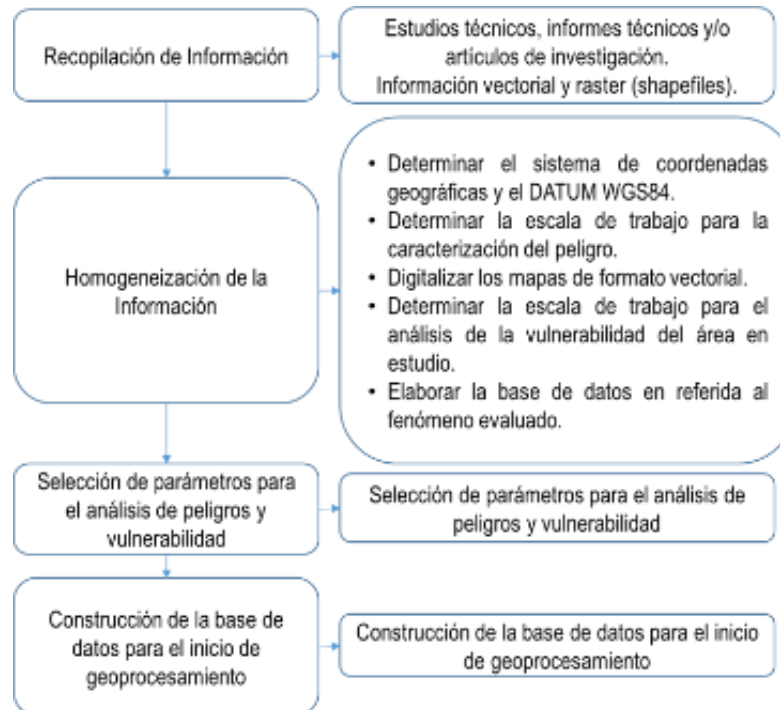 Recopilación de Información
Estudios técnicos, informes técnicos y/o
artículos de investigación.
Información vectorial y raster (shapefiles).
Homogeneización de la
Información
• Determinar el sistema de coordenadas
geográficas y el DATUM WGS84.
• Determinar la escala de trabajo para la
caracterización del peligro.
• Digitalizar los mapas de formato vectorial.
• Determinar la escala de trabajo para el
análisis de la vulnerabilidad del área en
estudio.
• Elaborar la base de datos en referida al
fenómeno evaluado.
Selección de parámetros para
el análisis de peligros y
vulnerabilidad
Selección de parámetros para el análisis de
peligros y vulnerabilidad
Construcción de la base de
datos para el inicio de
geoprocesamiento
Construcción de la base de datos para el inicio
de geoprocesamiento